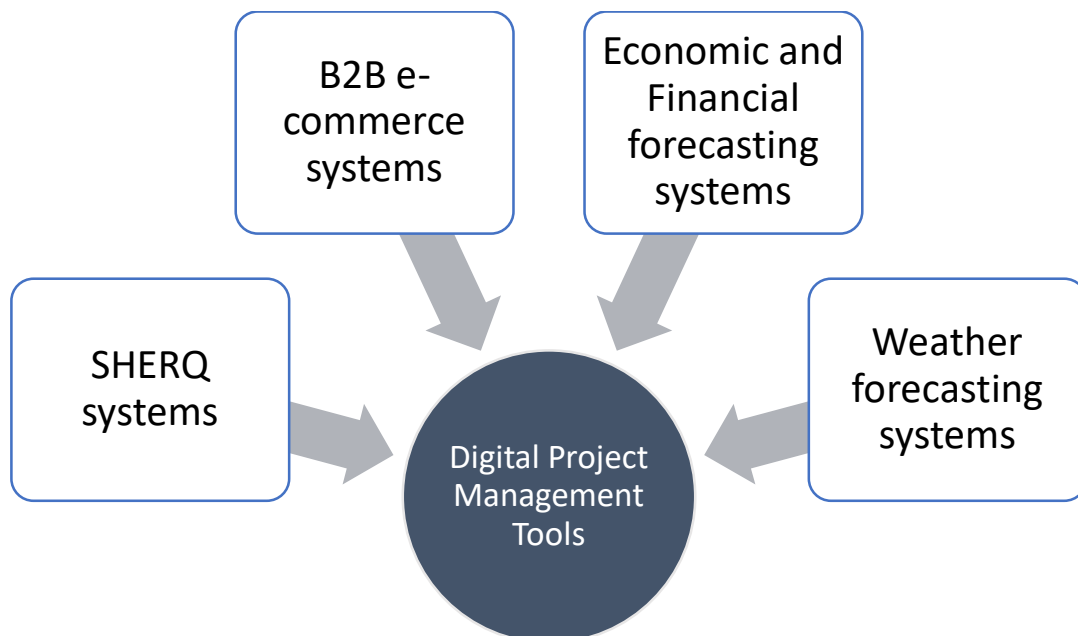 B2B e-
commerce
systems
Economic and
Financial
forecasting
systems
SHERQ
systems
Weather
forecasting
systems
Digital Project
Management
Tools